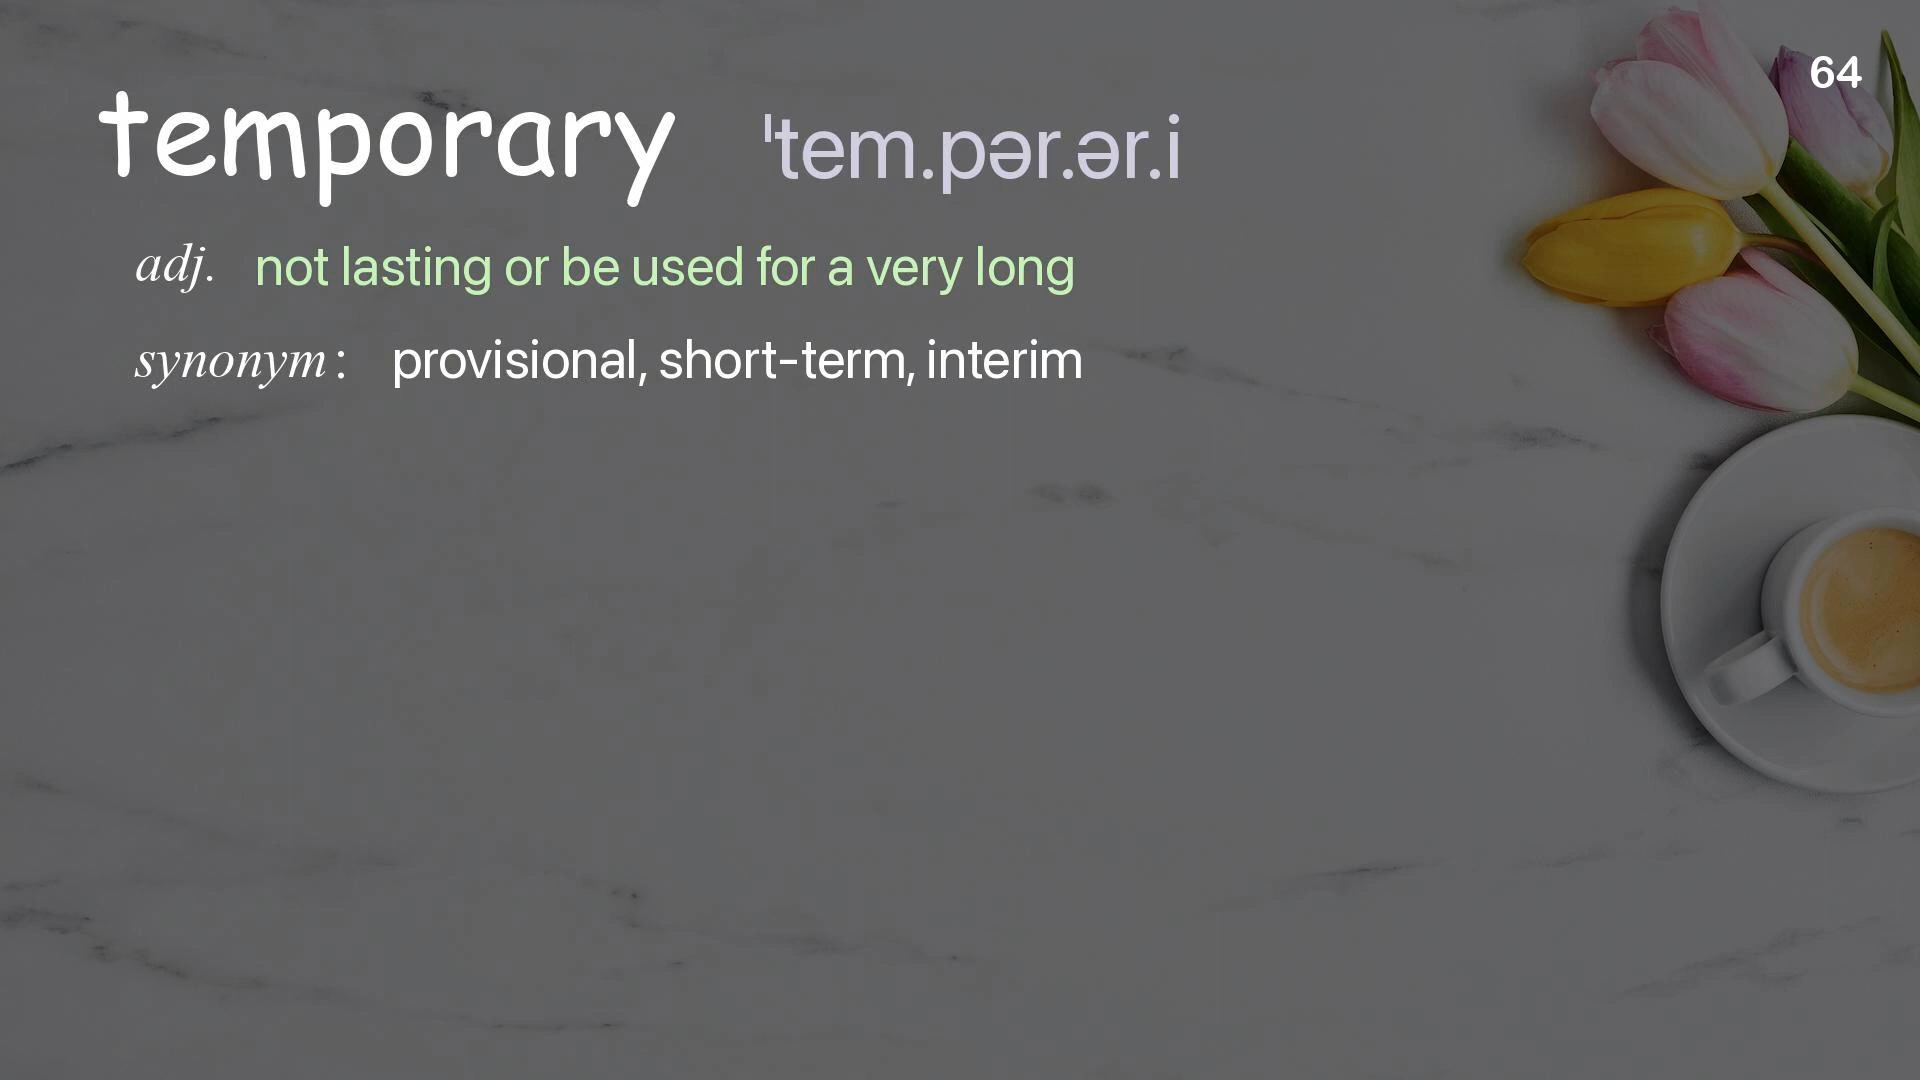 64
temporary ˈtem.pər.ər.i
adj. not lasting or be used for a very long
synonym: provisional, short-term, interim